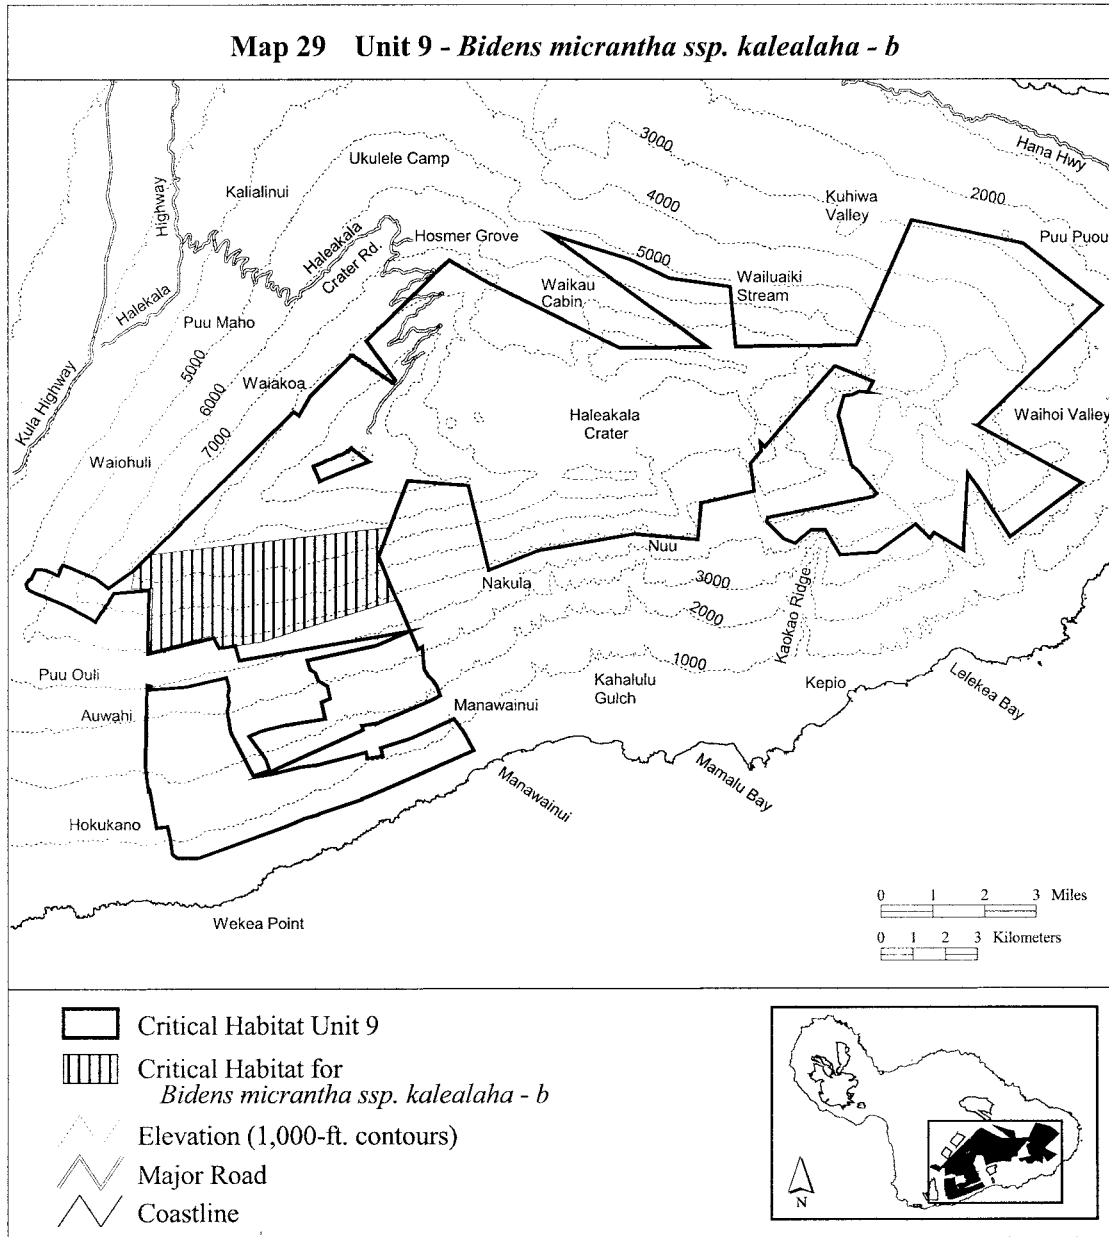 Map 29 Unit 9 - Bidens micrantha ssp. kalealaha - b
3000
Hana Hwy
Ukulele Camp
Kalialinui
Highway
4000
Kuhiwa
Valley
2000
Puu Puou
Haleakala
Crater Rd.
Hosmer Grove
5000
Wailuaiki
Stream
Waikau
Cabin
Halekala
Puu Maho
5000
6000
7000
Kula Highway
Waiakoa
Haleakala
Crater
Waihoi Valley
Waiohuli
Nuu
Nakula
3000
2000
1000
Kaokao Ridge
Puu Ouli
Auwahi
Manawainui
Kahalulu
Gulch
Kepio
Lelekea Bay
Mamalu Bay
Manawainui
Hokukano
Wekea Point
0 1 2 3 Miles
0 1 2 3 Kilometers
Critical Habitat Unit 9
Critical Habitat for
Bidens micrantha ssp. kalealaha - b
Elevation (1,000-ft. contours)
Major Road
Coastline
N